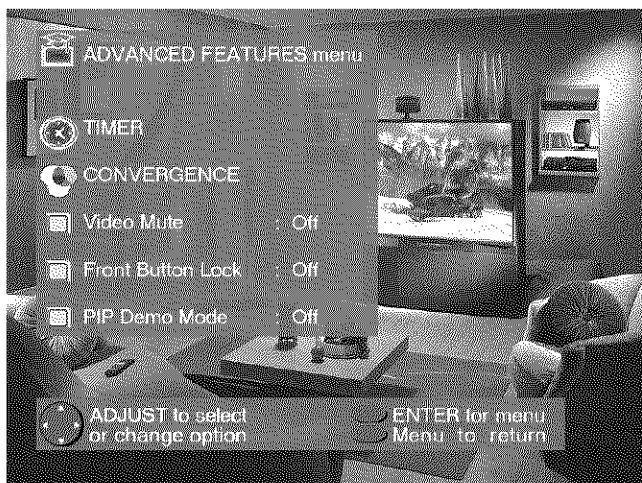 ADVANCED FEATURES menu
TIMER
CONVERGENCE
Video Mute : Off
Front Button Lock : Off
PIP Demo Mode : Off
ADJUST to select
or change option
ENTER for menu
Menu to return